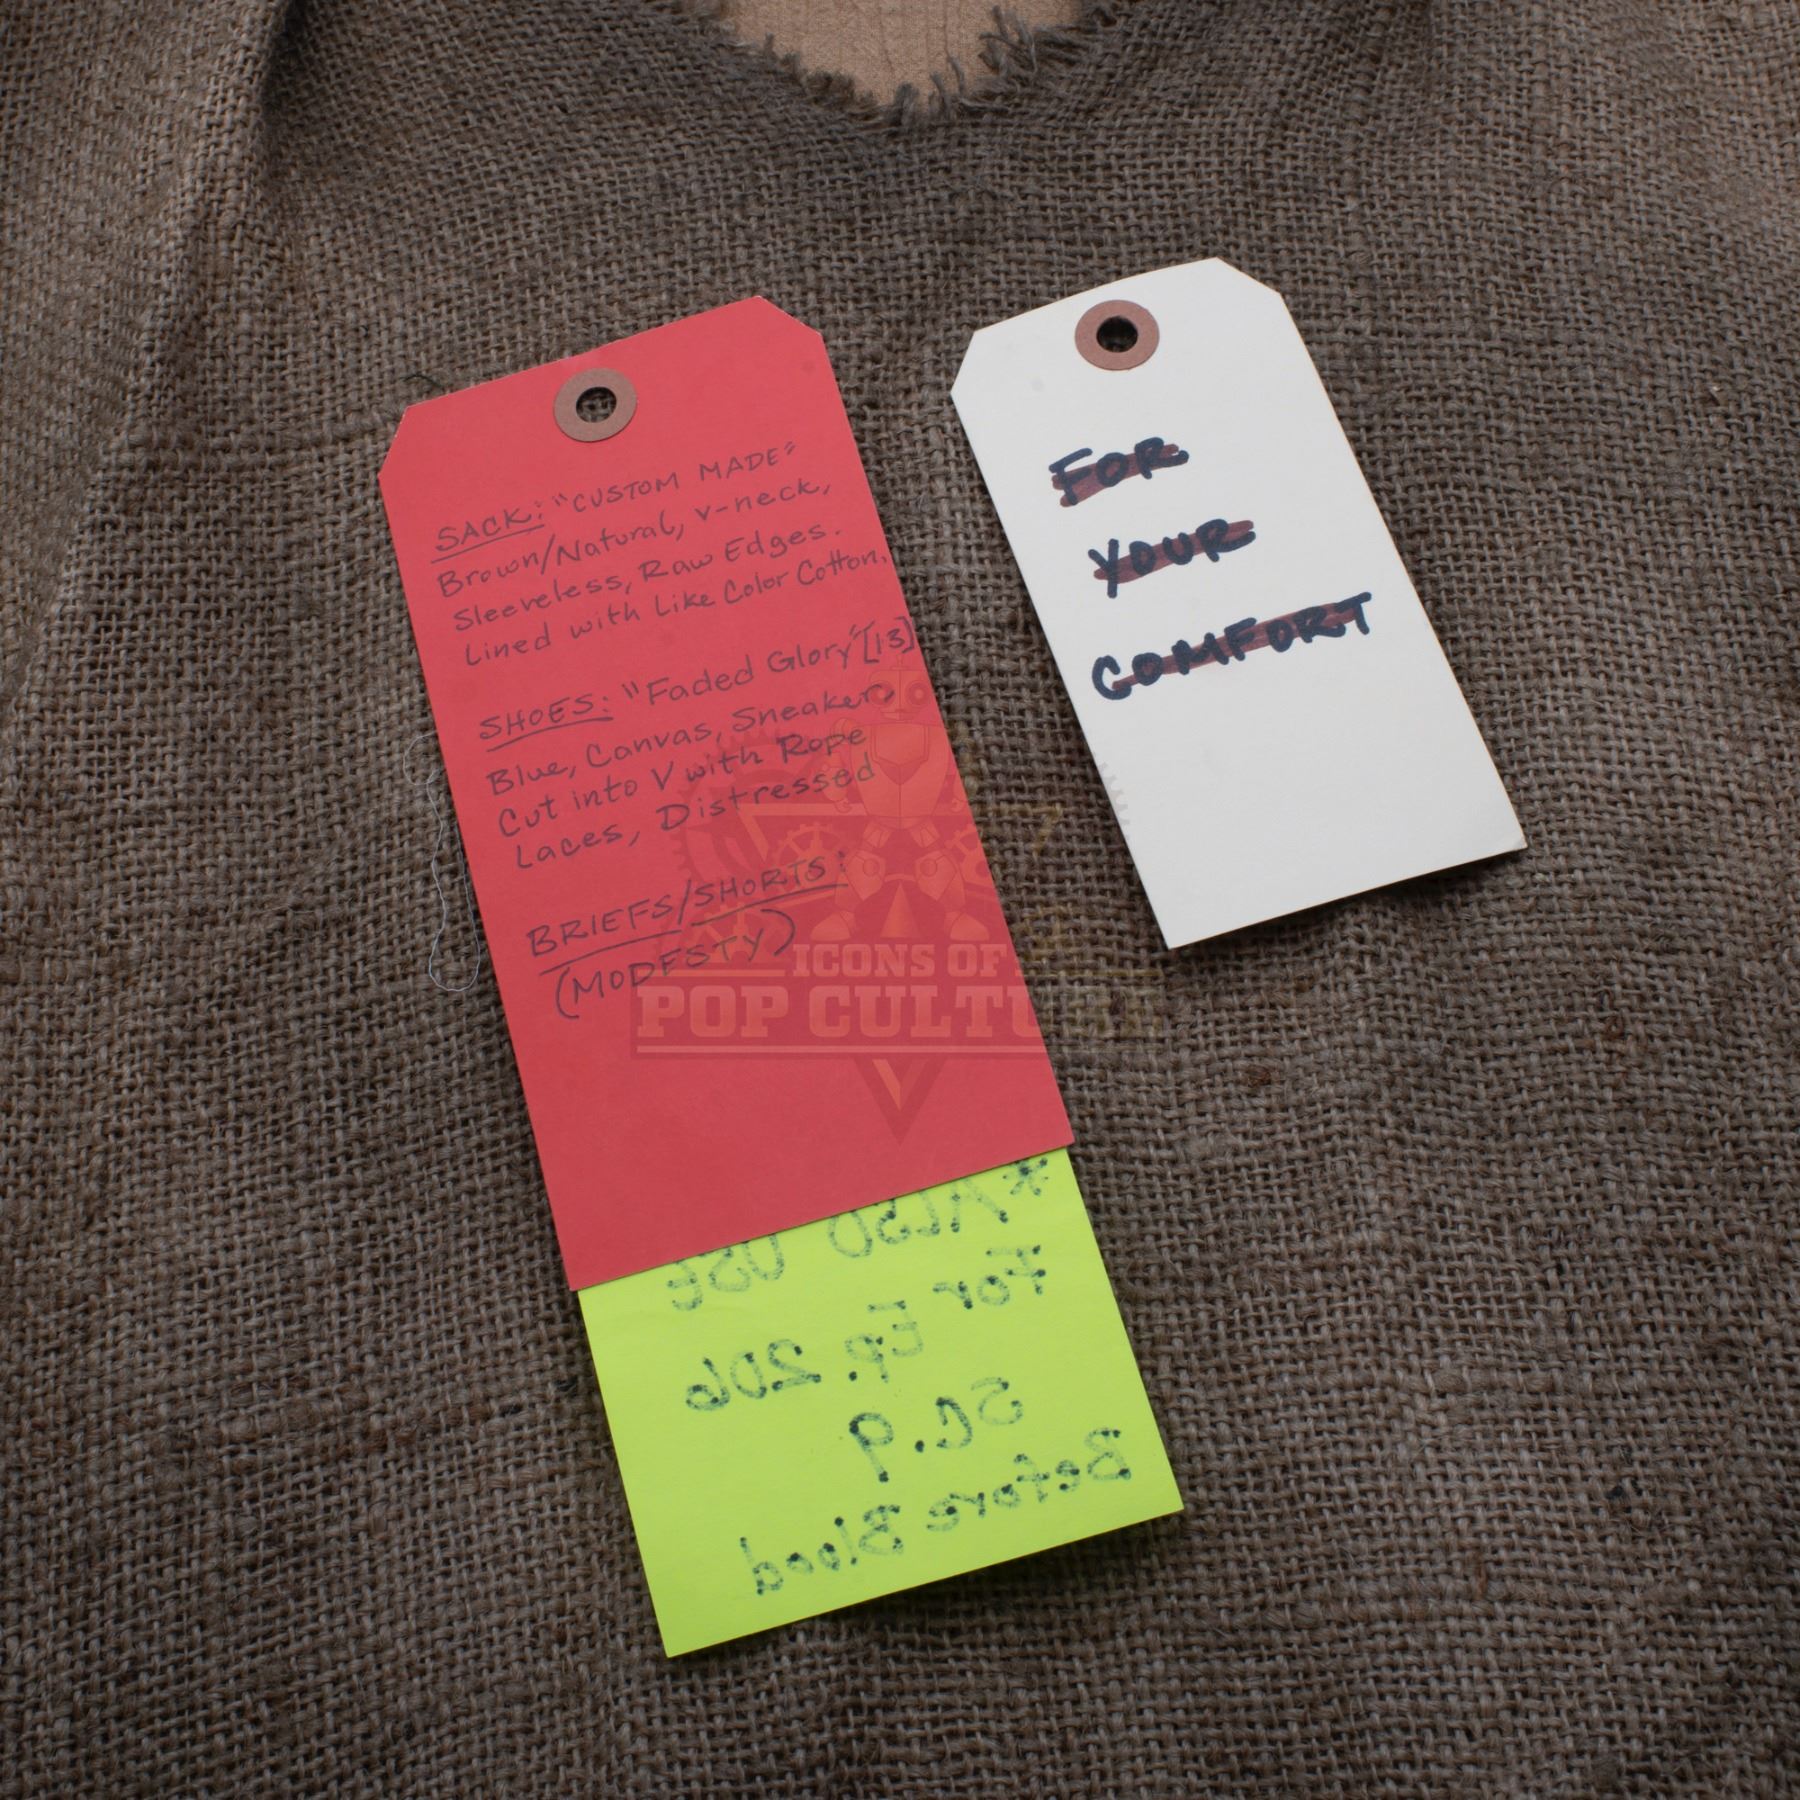 SACK: "CUSTOM MADE"
Brown/Natural, V-neck,
Sleeveless, Raw Edges.
Lined with Like Color Cotton.
SHOES: "Faded Glory" [13]
Blue, Canvas, Sneaker
Cut into V with Rope
Laces, Distressed
BRIEFS/SHORTS:
(MODESTY)
* ALSO USE
For Ep. 206
SC. 9
Before Blood
FOR
YOUR
COMFORT
ICONS OF
POP CULTURE